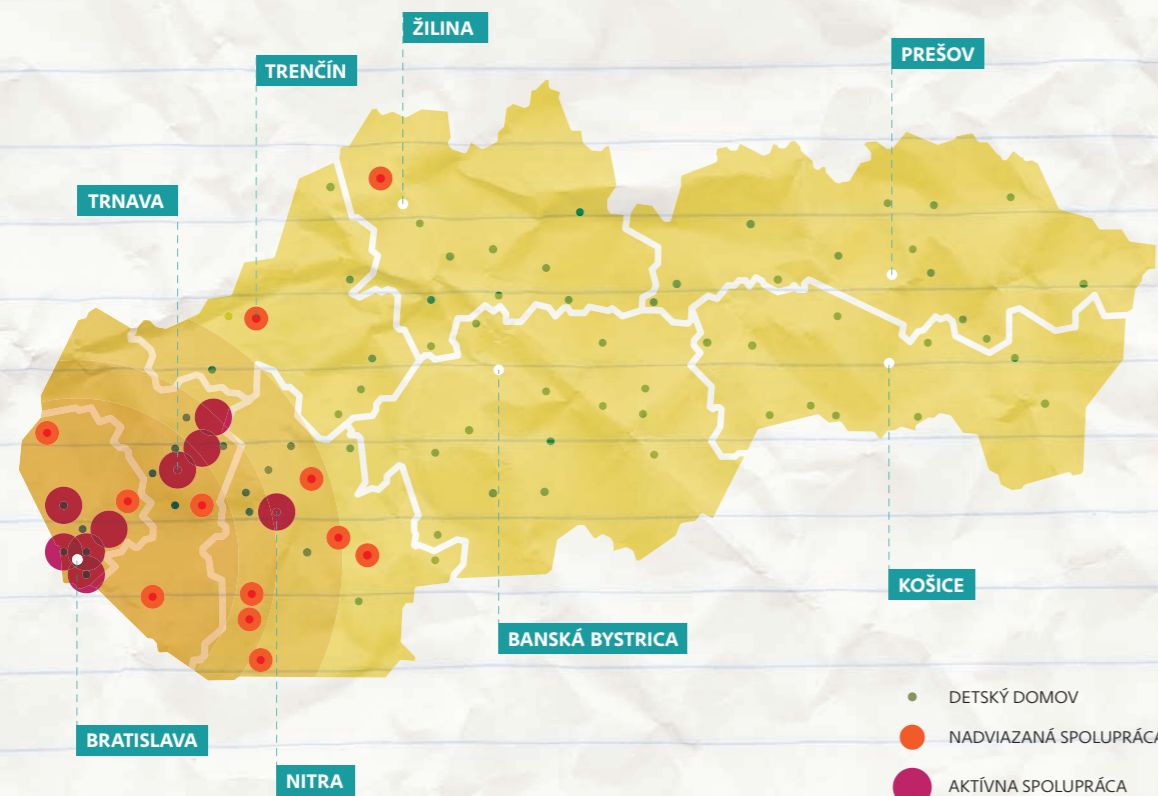 ŽILINA
PREŠOV
TRENČÍN
TRNAVA
KOŠICE
BANSKÁ BYSTRICA
BRATISLAVA
NITRA
DETSKÝ DOMOV
NADVIAZANÁ SPOLUPRÁCA
AKTÍVNA SPOLUPRÁCA